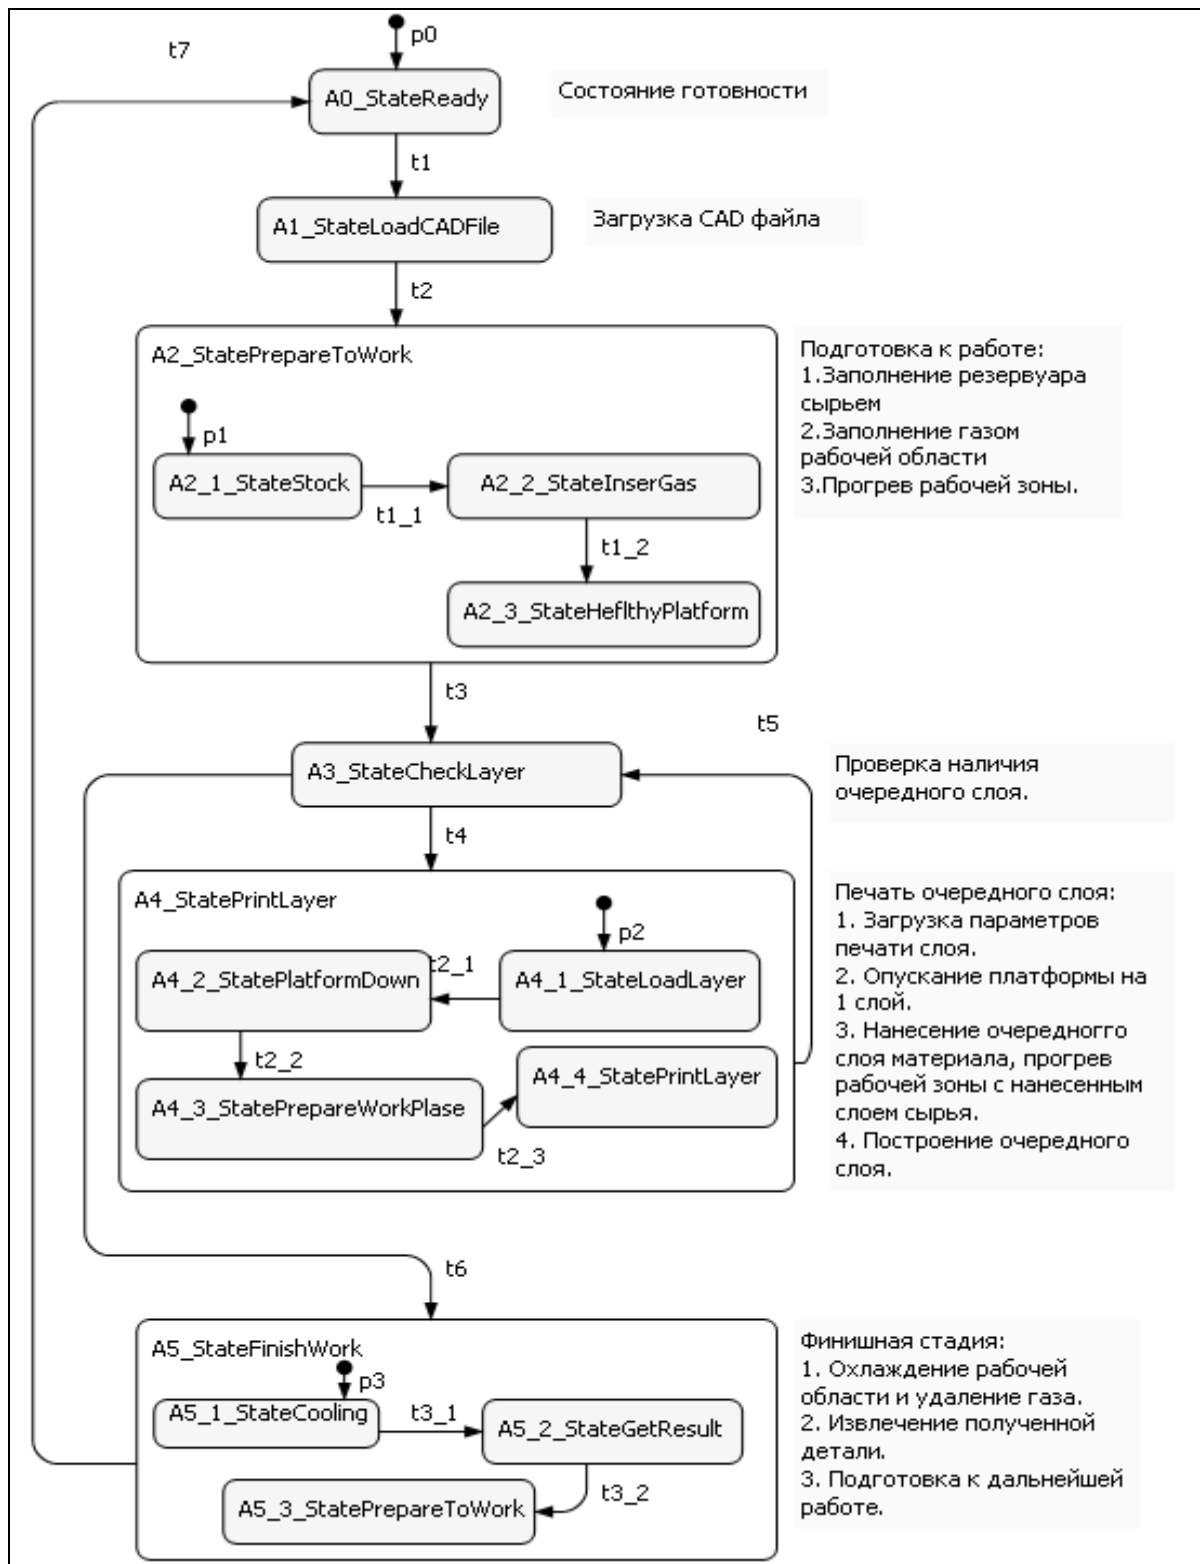 t7
p0
A0_StateReady
Состояние готовности
t1
A1_StateLoadCADFile
Загрузка CAD файла
t2
A2_StatePrepareToWork
Подготовка к работе:
1.Заполнение резервуара
сырьем
2.Заполнение газом
рабочей области
3.Прогрев рабочей зоны.
p1
A2_1_StateStock
A2_2_StateInserGas
t1_1
t1_2
A2_3_StateHeflthyPlatform
t3
t5
A3_StateCheckLayer
Проверка наличия
очередного слоя.
t4
A4_StatePrintLayer
Печать очередного слоя:
1. Загрузка параметров
печати слоя.
2. Опускание платформы на
1 слой.
3. Нанесение очередногго
слоя материала, прогрев
рабочей зоны с нанесенным
слоем сырья.
4. Построение очередного
слоя.
p2
t2_1
A4_2_StatePlatformDown
A4_1_StateLoadLayer
t2_2
A4_4_StatePrintLayer
A4_3_StatePrepareWorkPlase
t2_3
t6
A5_StateFinishWork
Финишная стадия:
1. Охлаждение рабочей
области и удаление газа.
2. Извлечение полученной
детали.
3. Подготовка к дальнейшей
работе.
p3
A5_1_StateCooling
t3_1
A5_2_StateGetResult
t3_2
A5_3_StatePrepareToWork